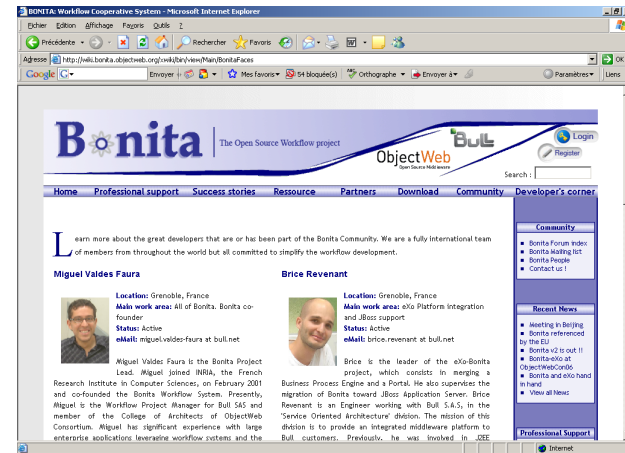 BONITA: Workflow Cooperative System - Microsoft Internet Explorer
Fichier Edition Affichage Favoris Outils ?
Précédente Rechercher Favoris
Adresse http://wiki.bonita.objectweb.org/xwiki/bin/view/Main/BonitaFaces OK
Google G Envoyer Mes favoris 54 bloquée(s) Orthographe Envoyer à Paramètres Liens
Bonita The Open Source Workflow project
ObjectWeb
Open Source Middleware
Bull
Login
Register
Search :
Home Professional support Success stories Ressource Partners Download Community Developer's corner
Learn more about the great developers that are or has been part of the Bonita Community. We are a fully international team
of members from throughout the world but all committed to simplify the workflow development.
Miguel Valdes Faura
Location: Grenoble, France
Main work area: All of Bonita. Bonita co-
founder
Status: Active
eMail: miguel.valdes-faura at bull.net
Miguel Valdes Faura is the Bonita Project
Lead. Miguel joined INRIA, the French
Research Institute in Computer Sciences, on February 2001
and co-founded the Bonita Workflow System. Presently,
Miguel is the Workflow Project Manager for Bull SAS and
member of the College of Architects of ObjectWeb
Consortium. Miguel has significant experience with large
enterprise applications leveraging workflow systems and the
Brice Revenant
Location: Grenoble, France
Main work area: eXo Platform integration
and JBoss support
Status: Active
eMail: brice.revenant at bull.net
Brice is the leader of the eXo-Bonita
project, which consists in merging a
Business Process Engine and a Portal. He also supervises the
migration of Bonita toward JBoss Application Server. Brice
Revenant is an Engineer working with Bull S.A.S, in the
'Service Oriented Architecture' division. The mission of this
division is to provide an integrated middleware platform to
Bull customers. Previously, he was involved in J2EE
Community
Bonita Forum index
Bonita Mailing list
Bonita People
Contact us !
Recent News
Meeting in Beijing
Bonita referenced
by the EU
Bonita v2 is out !!
Bonita-eXo at
ObjectWebCon06
Bonita and eXo hand
in hand
View all News
Professional Support
Internet